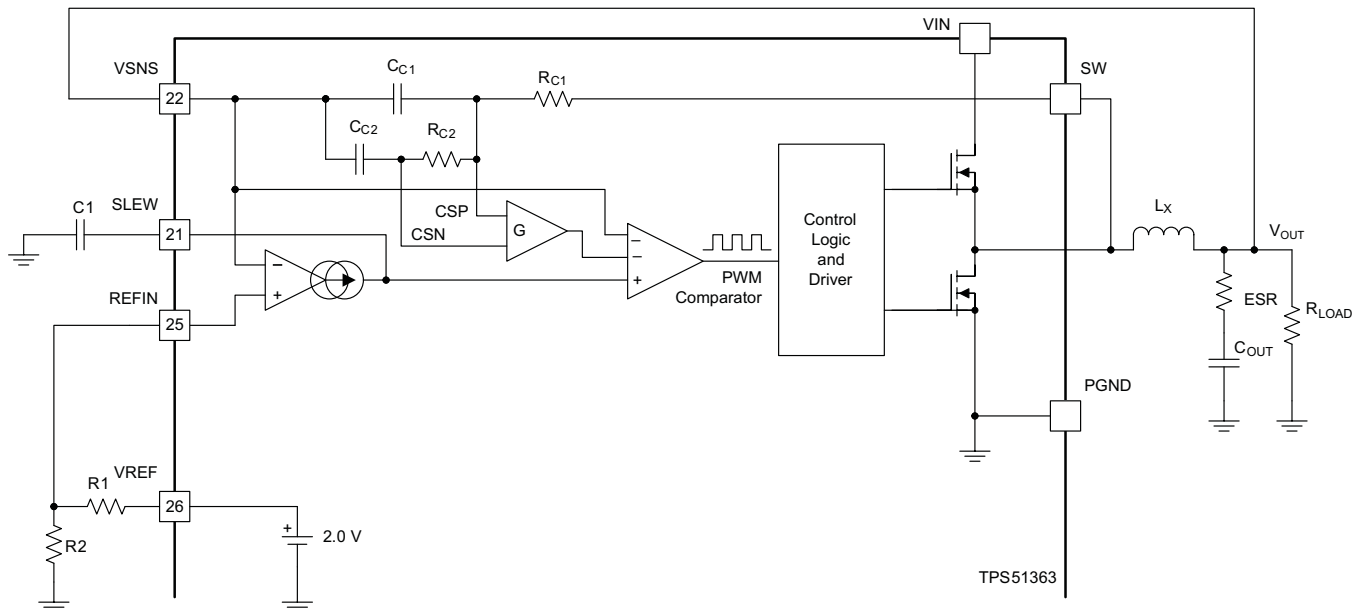 VIN
VSNS
SW
22
CC1
RC1
CC2
RC2
C1
SLEW
21
CSP
CSN
G
−
−
+
−
+
PWM
Comparator
Control
Logic
and
Driver
LX
VOUT
ESR
RLOAD
COUT
REFIN
25
PGND
VREF
R1
26
R2
+
2.0 V
TPS51363